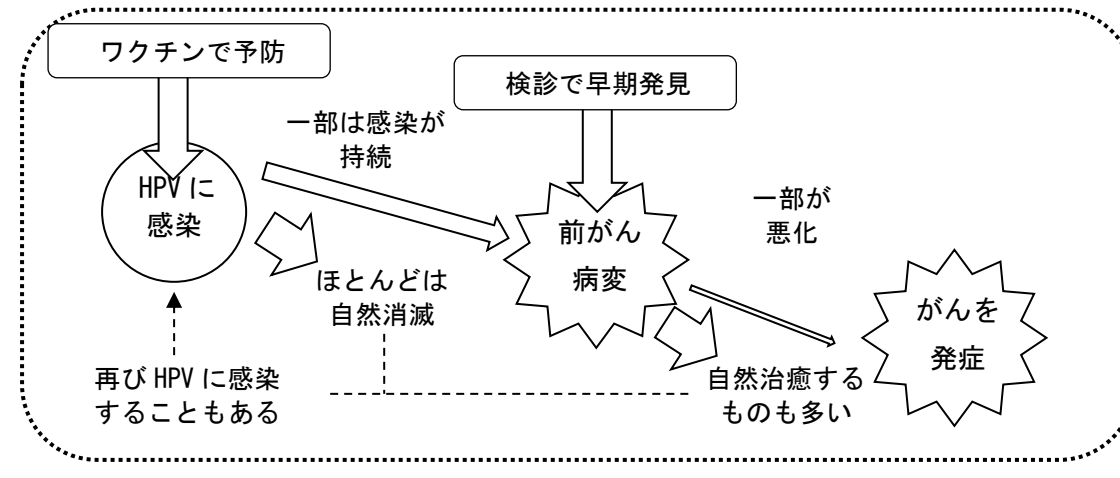 ワクチンで予防
検診で早期発見
一部は感染が
持続
HPV に
感染
一部が
悪化
前がん
病変
ほとんどは
自然消滅
がんを
発症
再び HPV に感染
することもある
自然治癒する
ものも多い